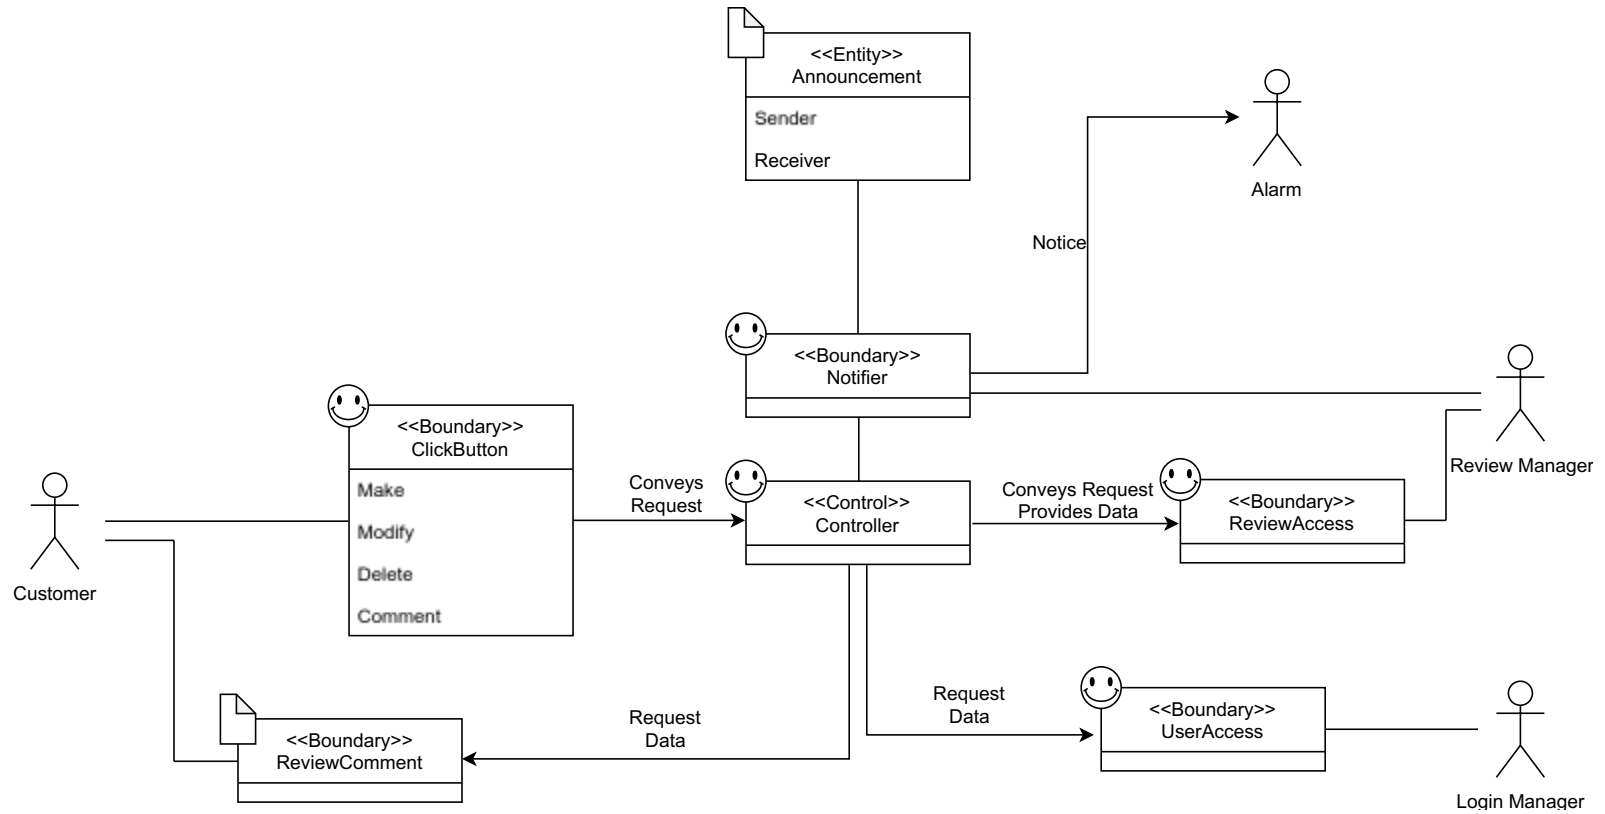 <<Entity>>
Announcement
Sender
Receiver
Alarm
Notice
<<Boundary>>
Notifier
<<Boundary>>
ClickButton
Make
Modify
Delete
Comment
Customer
Conveys
Request
<<Control>>
Controller
Conveys Request
Provides Data
<<Boundary>>
ReviewAccess
Review Manager
Request
Data
<<Boundary>>
ReviewComment
Request
Data
<<Boundary>>
UserAccess
Login Manager